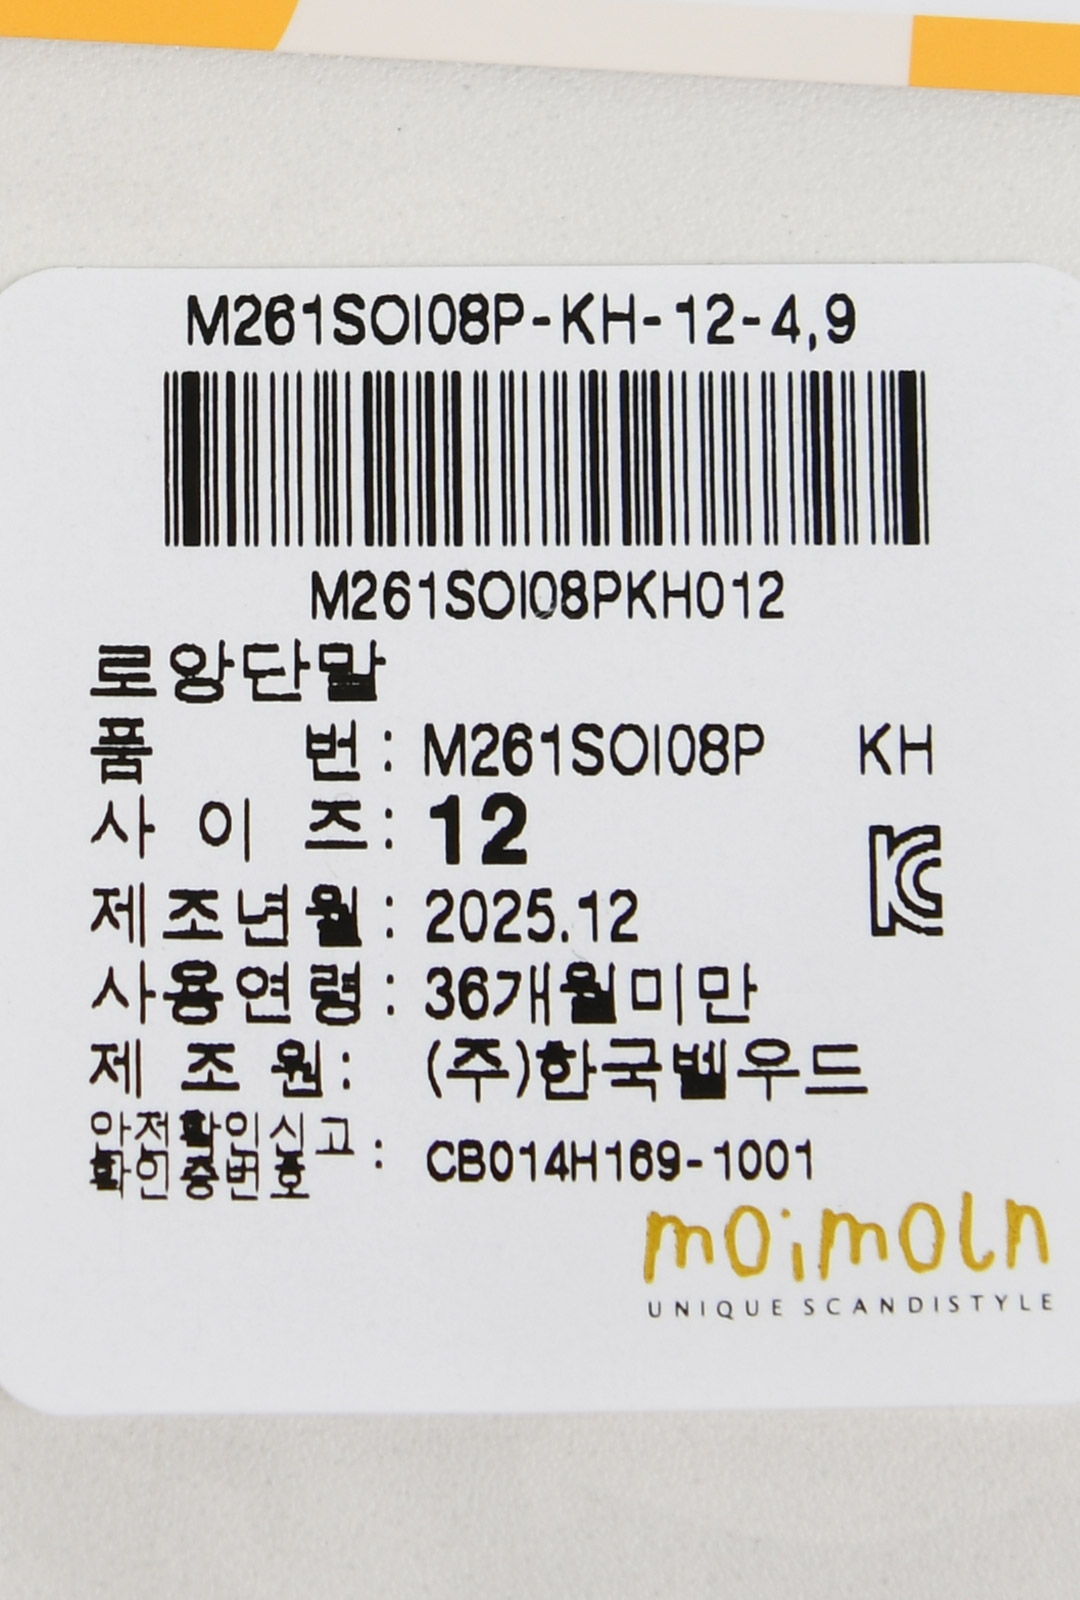 M261SOI08P-KH-12-4,9
M261SOI08PKH012
로앙단말
품 번 : M261SOI08P KH
사 이 즈 : 12
제조년월 : 2025.12
사용연령 : 36개월미만
제 조 원 : (주)한국벨우드
안전확인신고
확인증번호 : CB014H169-1001
moimoln
UNIQUE SCANDISTYLE